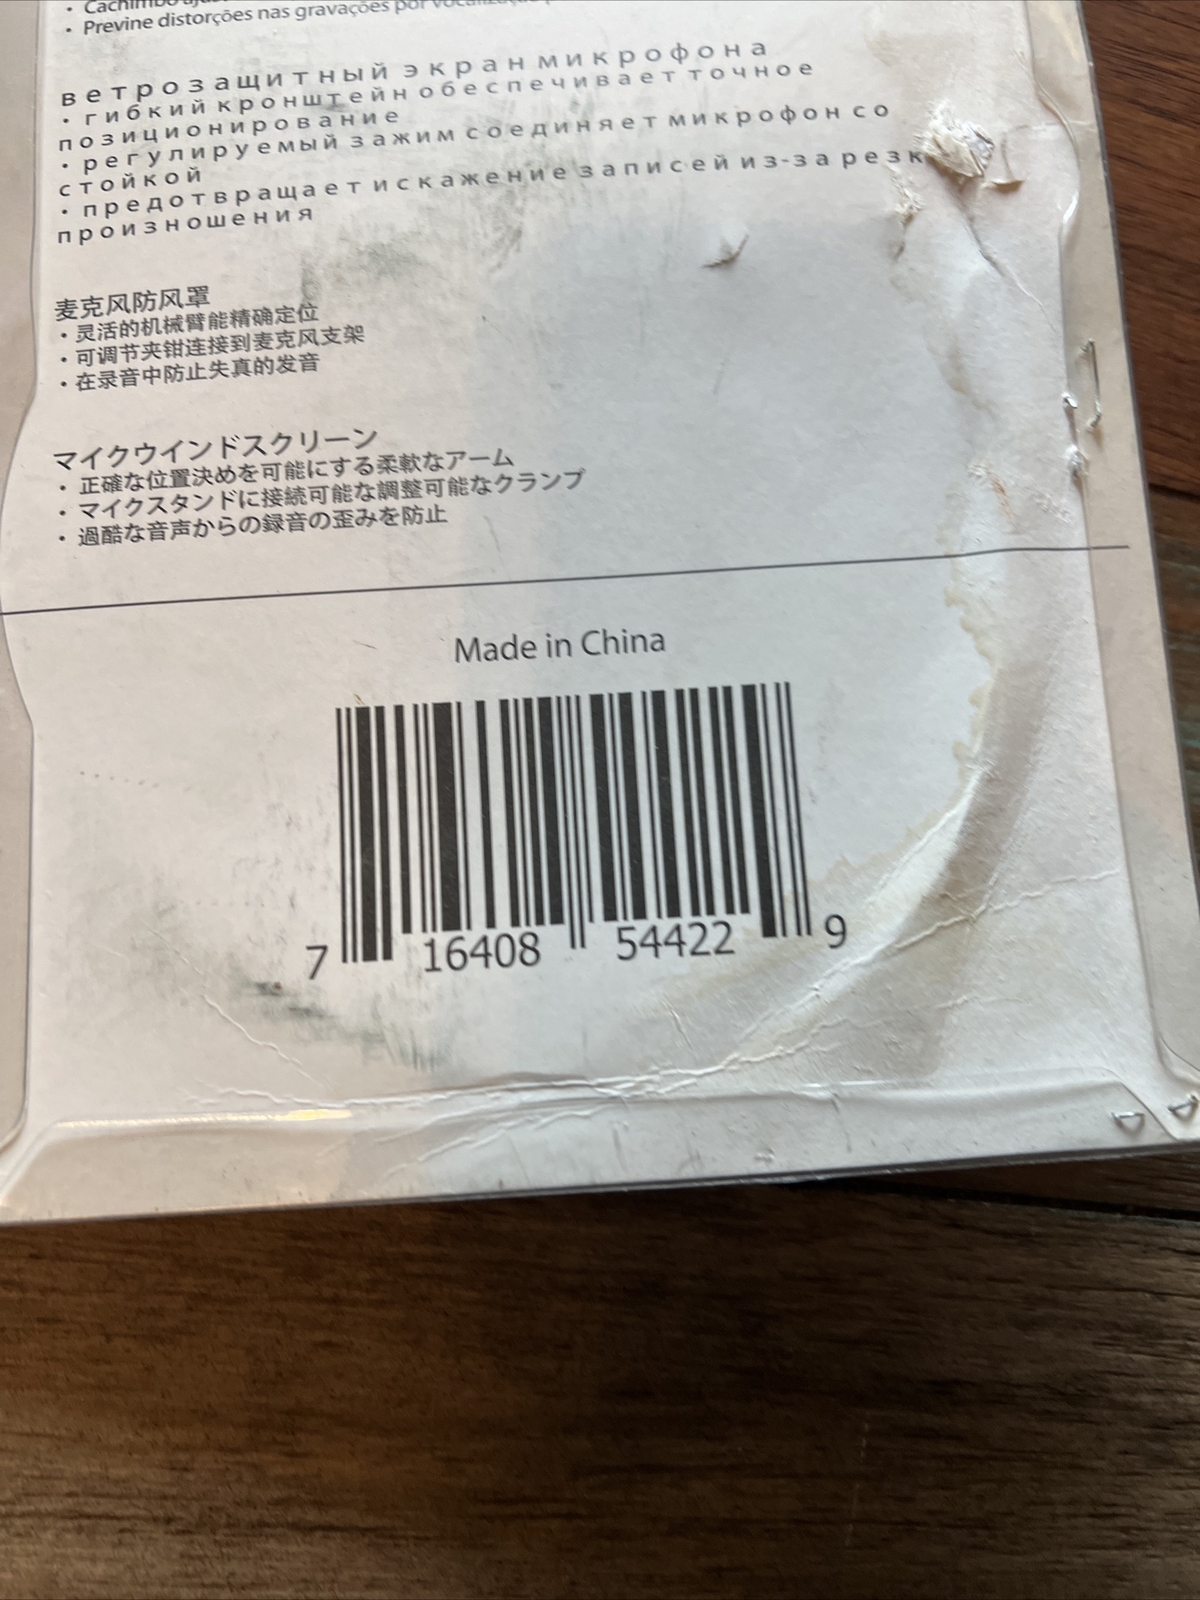 • Cachimbo
• Previne distorções nas gravações por
ветрозащитный экран микрофона
• гибкий кронштейн обеспечивает точное
позиционирование
• регулируемый зажим соединяет микрофон со
стойкой
• предотвращает искажение записей из-за
произношения
麦克风防风罩
• 灵活的机械臂能精确定位
• 可调节夹钳连接到麦克风支架
• 在录音中防止失真的发音
マイクウインドスクリーン
• 正確な位置決めを可能にする柔軟なアーム
• マイクスタンドに接続可能な調整可能なクランプ
• 過酷な音声からの録音の歪みを防止
Made in China
7 16408 54422 9